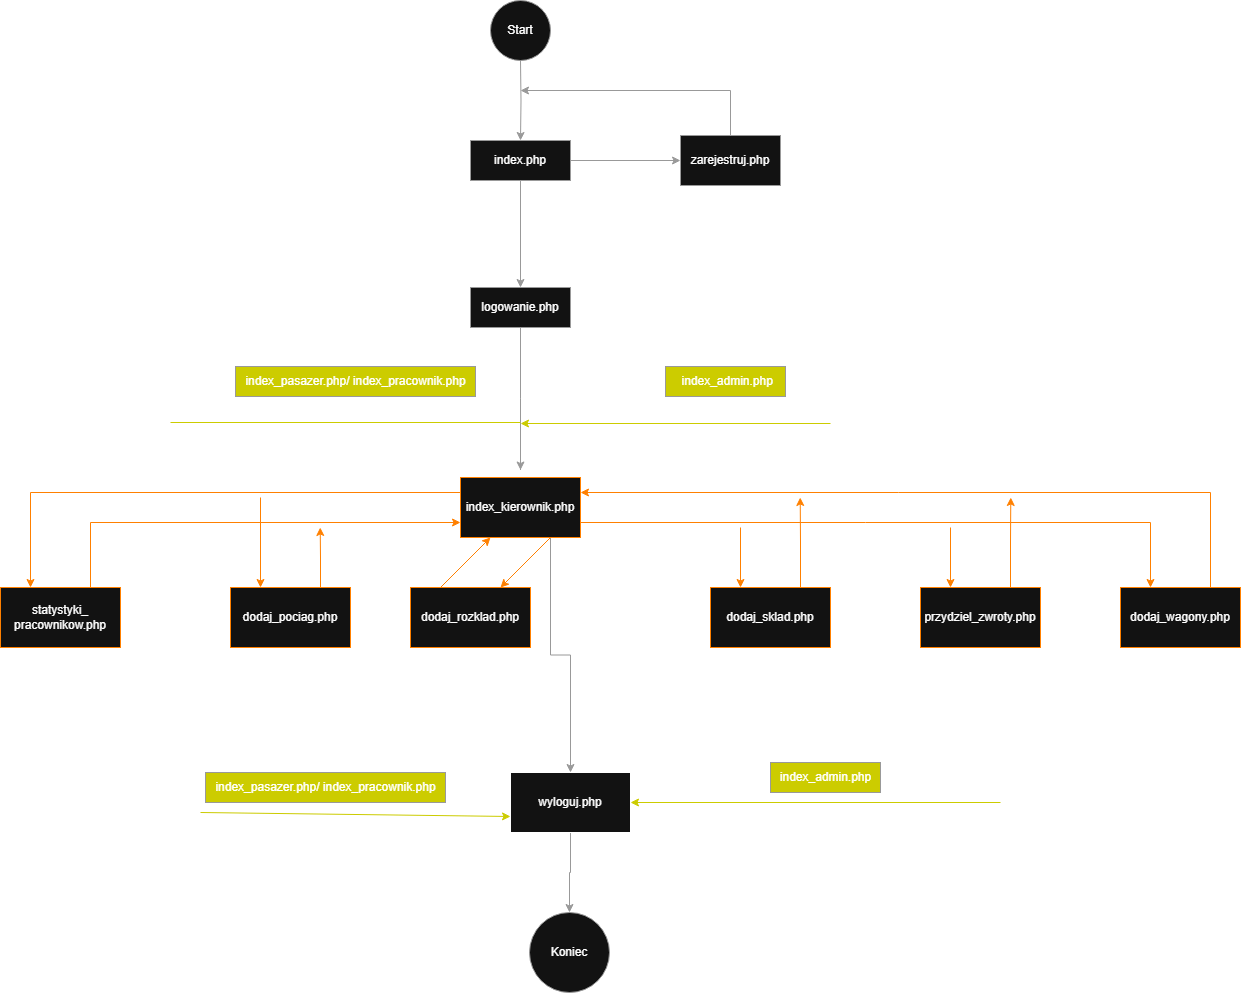 Start
index.php
zarejestruj.php
logowanie.php
index_pasazer.php/ index_pracownik.php
index_admin.php
index_kierownik.php
statystyki_
pracownikow.php
dodaj_pociag.php
dodaj_rozklad.php
dodaj_sklad.php
przydziel_zwroty.php
dodaj_wagony.php
index_pasazer.php/ index_pracownik.php
index_admin.php
wyloguj.php
Koniec